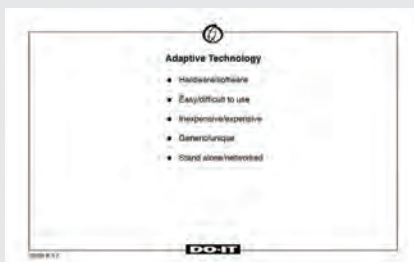 Adaptive Technology
• Hardware/software
• Easy/difficult to use
• Inexpensive/expensive
• Generic/unique
• Stand alone/networked
DO-IT